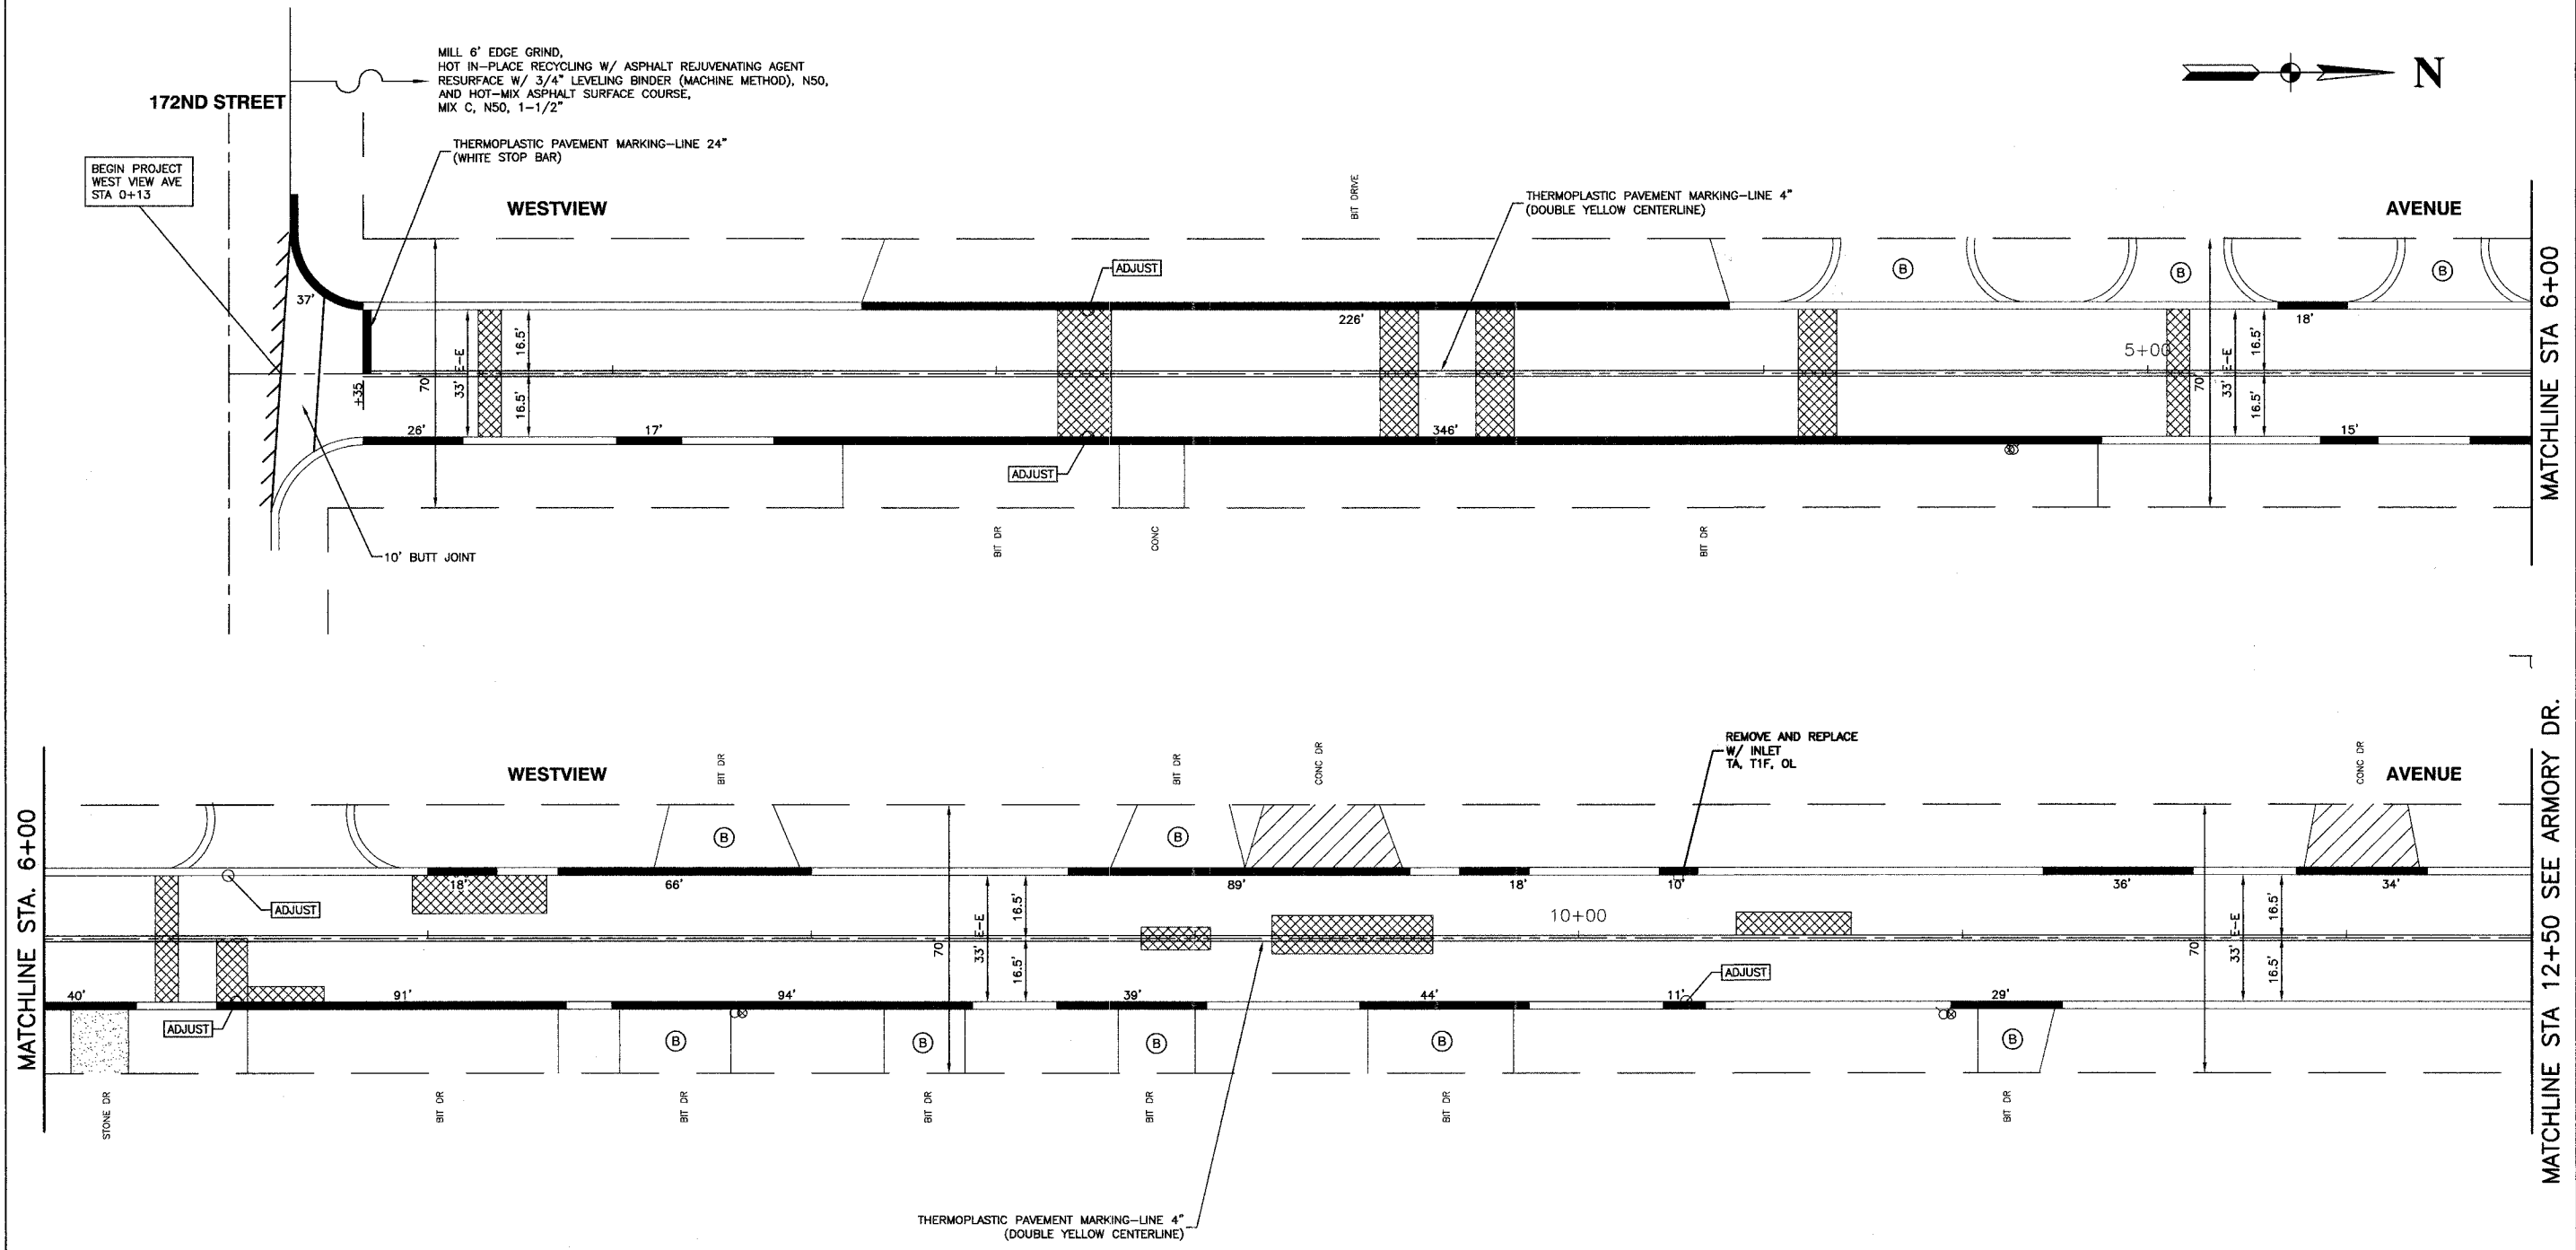 MILL 6' EDGE GRIND,
HOT IN-PLACE RECYCLING W/ ASPHALT REJUVENATING AGENT
RESURFACE W/ 3/4" LEVELING BINDER (MACHINE METHOD), N50,
AND HOT-MIX ASPHALT SURFACE COURSE,
MIX C, N50, 1-1/2"
N
172ND STREET
THERMOPLASTIC PAVEMENT MARKING-LINE 24"
(WHITE STOP BAR)
BEGIN PROJECT
WEST VIEW AVE
STA 0+13
WESTVIEW
BIT DRIVE
THERMOPLASTIC PAVEMENT MARKING-LINE 4"
(DOUBLE YELLOW CENTERLINE)
AVENUE
ADJUST
B
B
B
37'
226'
18'
16.5'
33' E-E
70'
16.5'
+35
5+00
16.5'
33' E-E
70'
16.5'
MATCHLINE STA 6+00
26'
17'
346'
15'
ADJUST
10' BUTT JOINT
BIT DR
CONC
BIT DR
REMOVE AND REPLACE
W/ INLET
TA, T1F, OL
WESTVIEW
BIT DR
BIT DR
CONC DR
CONC DR
AVENUE
MATCHLINE STA. 6+00
B
B
18'
66'
89'
18'
10'
36'
34'
ADJUST
10+00
16.5'
33' E-E
70'
16.5'
16.5'
33' E-E
70'
16.5'
ADJUST
40'
91'
94'
39'
44'
11'
29'
ADJUST
B
B
B
B
B
STONE DR
BIT DR
BIT DR
BIT DR
BIT DR
BIT DR
BIT DR
MATCHLINE STA 12+50 SEE ARMORY DR.
THERMOPLASTIC PAVEMENT MARKING-LINE 4"
(DOUBLE YELLOW CENTERLINE)